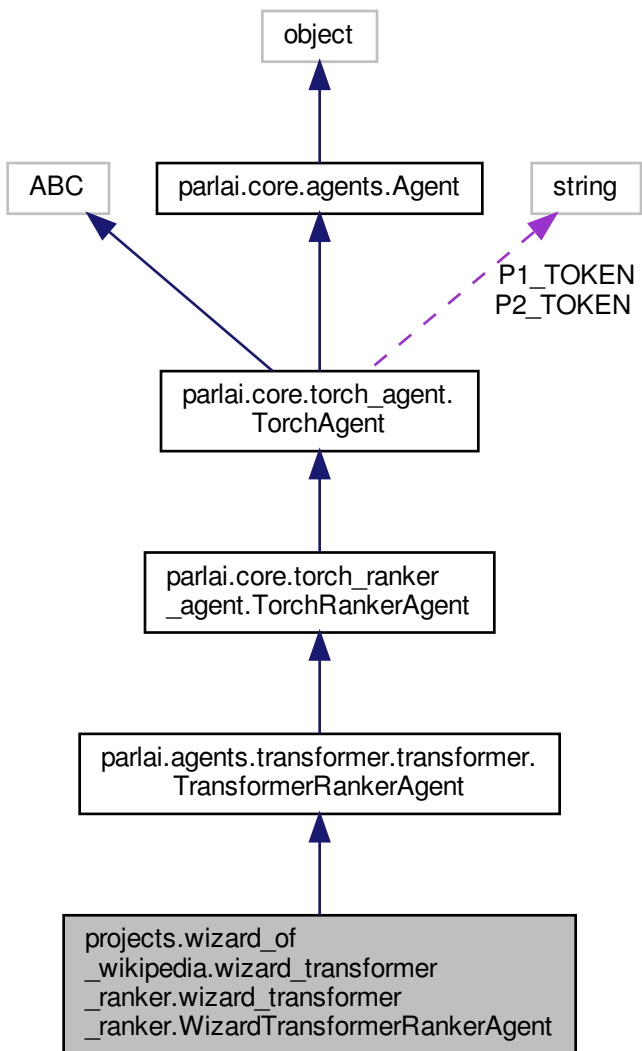 object
ABC
parlai.core.agents.Agent
string
P1_TOKEN
P2_TOKEN
parlai.core.torch_agent.
TorchAgent
parlai.core.torch_ranker
_agent.TorchRankerAgent
parlai.agents.transformer.transformer.
TransformerRankerAgent
projects.wizard_of
_wikipedia.wizard_transformer
_ranker.wizard_transformer
_ranker.WizardTransformerRankerAgent